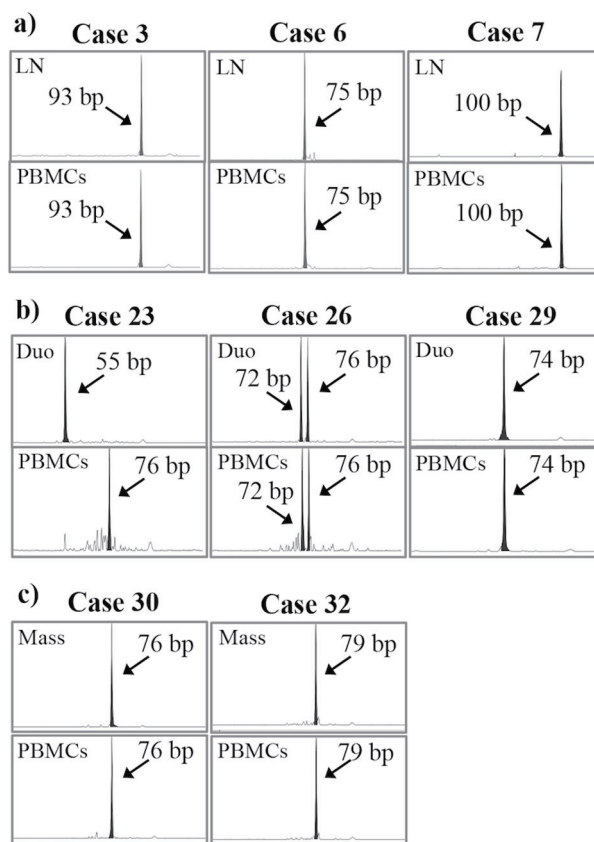 a)
Case 3 Case 6 Case 7
LN LN LN
93 bp 75 bp 100 bp
PBMCs PBMCs PBMCs
93 bp 75 bp 100 bp
b)
Case 23 Case 26 Case 29
Duo Duo Duo
55 bp 72 bp 76 bp 74 bp
PBMCs PBMCs PBMCs
76 bp 72 bp 76 bp 74 bp
c)
Case 30 Case 32
Mass Mass
76 bp 79 bp
PBMCs PBMCs
76 bp 79 bp